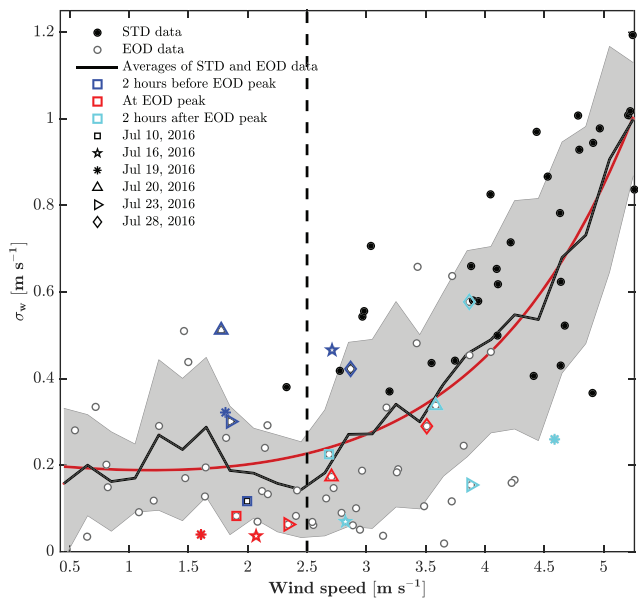 1.2
1
0.8
0.6
0.4
0.2
0
σw [m s−1]
STD data
EOD data
Averages of STD and EOD data
2 hours before EOD peak
At EOD peak
2 hours after EOD peak
Jul 10, 2016
Jul 16, 2016
Jul 19, 2016
Jul 20, 2016
Jul 23, 2016
Jul 28, 2016
0.5 1 1.5 2 2.5 3 3.5 4 4.5 5
Wind speed [m s−1]